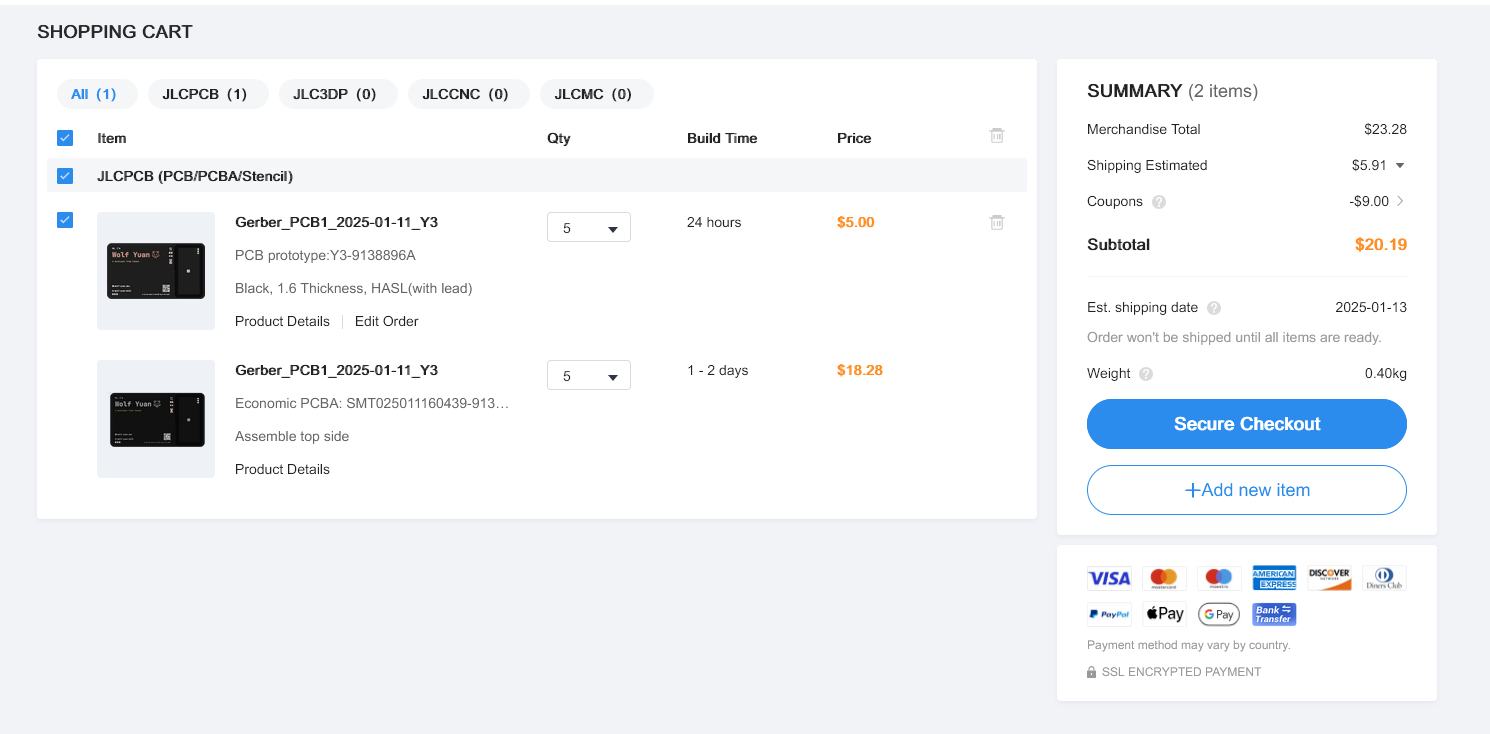 SHOPPING CART
All (1) JLCPCB (1) JLC3DP (0) JLCCNC (0) JLCMC (0)
Item Qty Build Time Price
JLCPCB (PCB/PCBA/Stencil)
Gerber_PCB1_2025-01-11_Y3 5 24 hours $5.00
PCB prototype:Y3-9138896A
Black, 1.6 Thickness, HASL(with lead)
Product Details Edit Order
Wolf Yuan
Gerber_PCB1_2025-01-11_Y3 5 1 - 2 days $18.28
Economic PCBA: SMT025011160439-913...
Assemble top side
Product Details
Wolf Yuan
SUMMARY (2 items)
Merchandise Total $23.28
Shipping Estimated $5.91
Coupons ? -$9.00
Subtotal $20.19
Est. shipping date ? 2025-01-13
Order won't be shipped until all items are ready.
Weight ? 0.40kg
Secure Checkout
+Add new item
VISA mastercard maestro AMERICAN EXPRESS DISCOVER NETWORK Diners Club
PayPal Pay G Pay Bank Transfer
Payment method may vary by country.
SSL ENCRYPTED PAYMENT